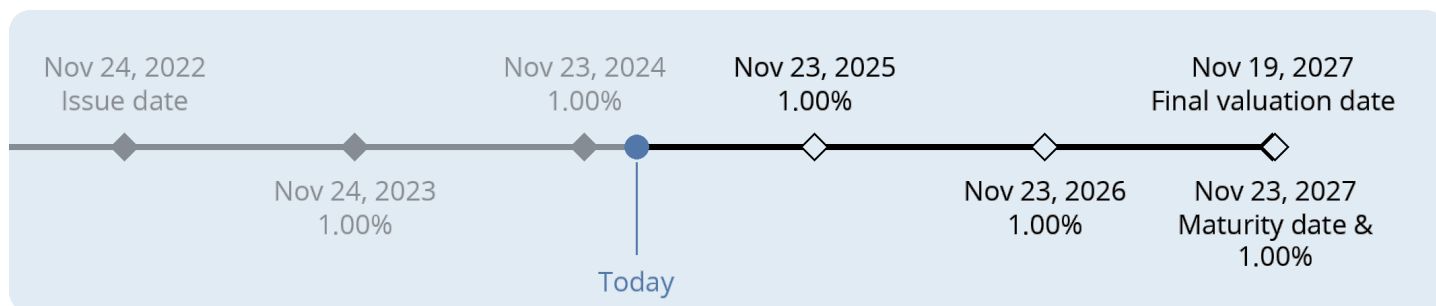 Nov 24, 2022
Issue date
Nov 24, 2023
1.00%
Nov 23, 2024
1.00%
Today
Nov 23, 2025
1.00%
Nov 23, 2026
1.00%
Nov 19, 2027
Final valuation date
Nov 23, 2027
Maturity date &
1.00%